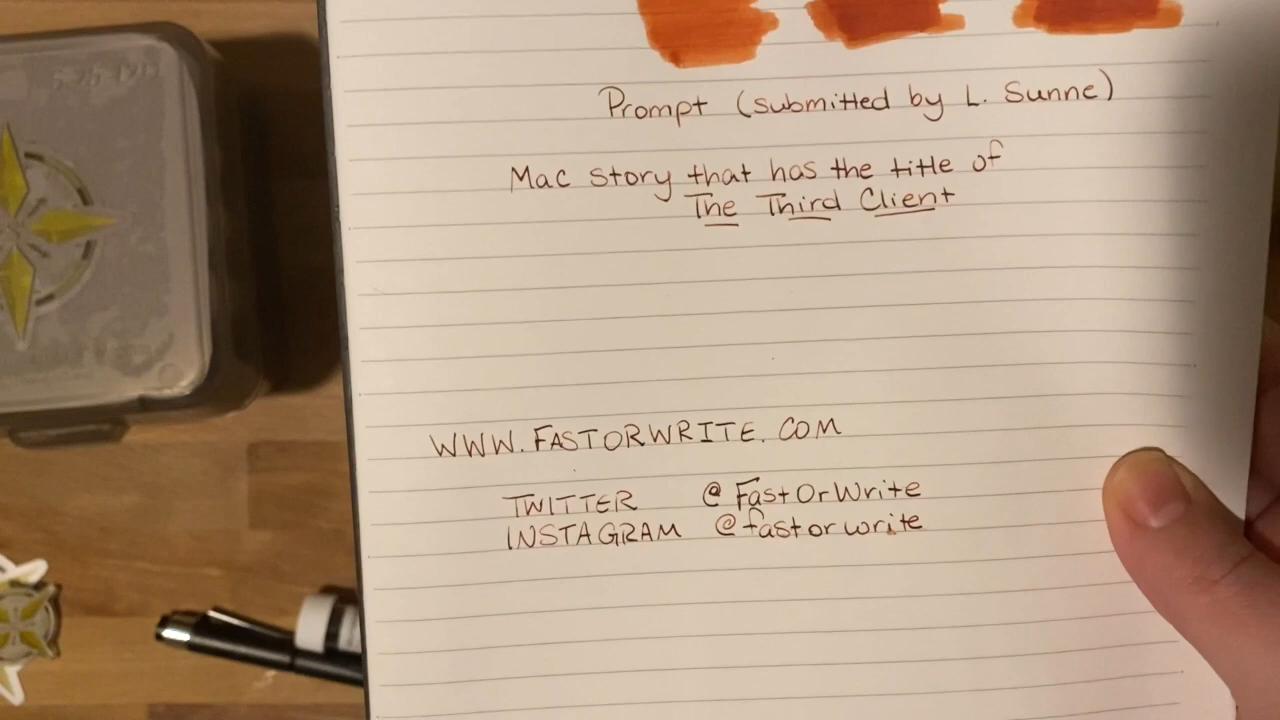 Prompt (submitted by L. Sunne)
Mac story that has the title of
The Third Client
WWW.FASTORWRITE.COM
TWITTER @FastOrWrite
INSTAGRAM @fastorwrite